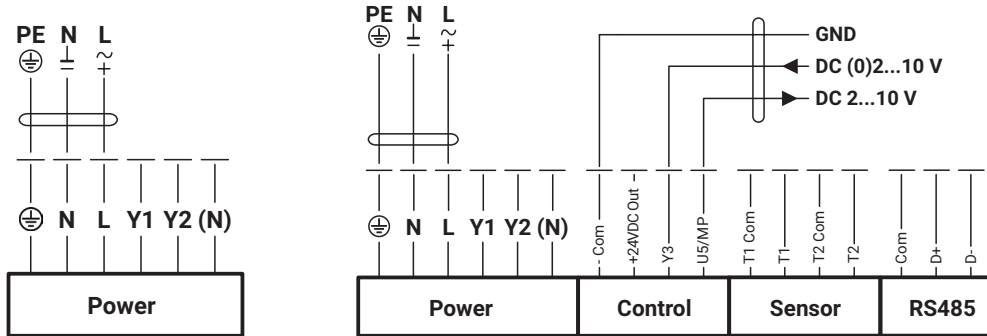 PE N L
N L Y1 Y2 (N)
Power
PE N L
GND
DC (0)2...10 V
DC 2...10 V
N L Y1 Y2 (N)
- Com
+24VDC Out
Y3
U5/MP
T1 Com
T1
T2 Com
T2
Com
D+
D-
Power
Control
Sensor
RS485